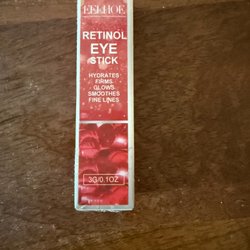 EELHOE
RETINOL
EYE
STICK
HYDRATES
FIRMS
GLOWS
SMOOTHES
FINE LINES
3G/0.1OZ